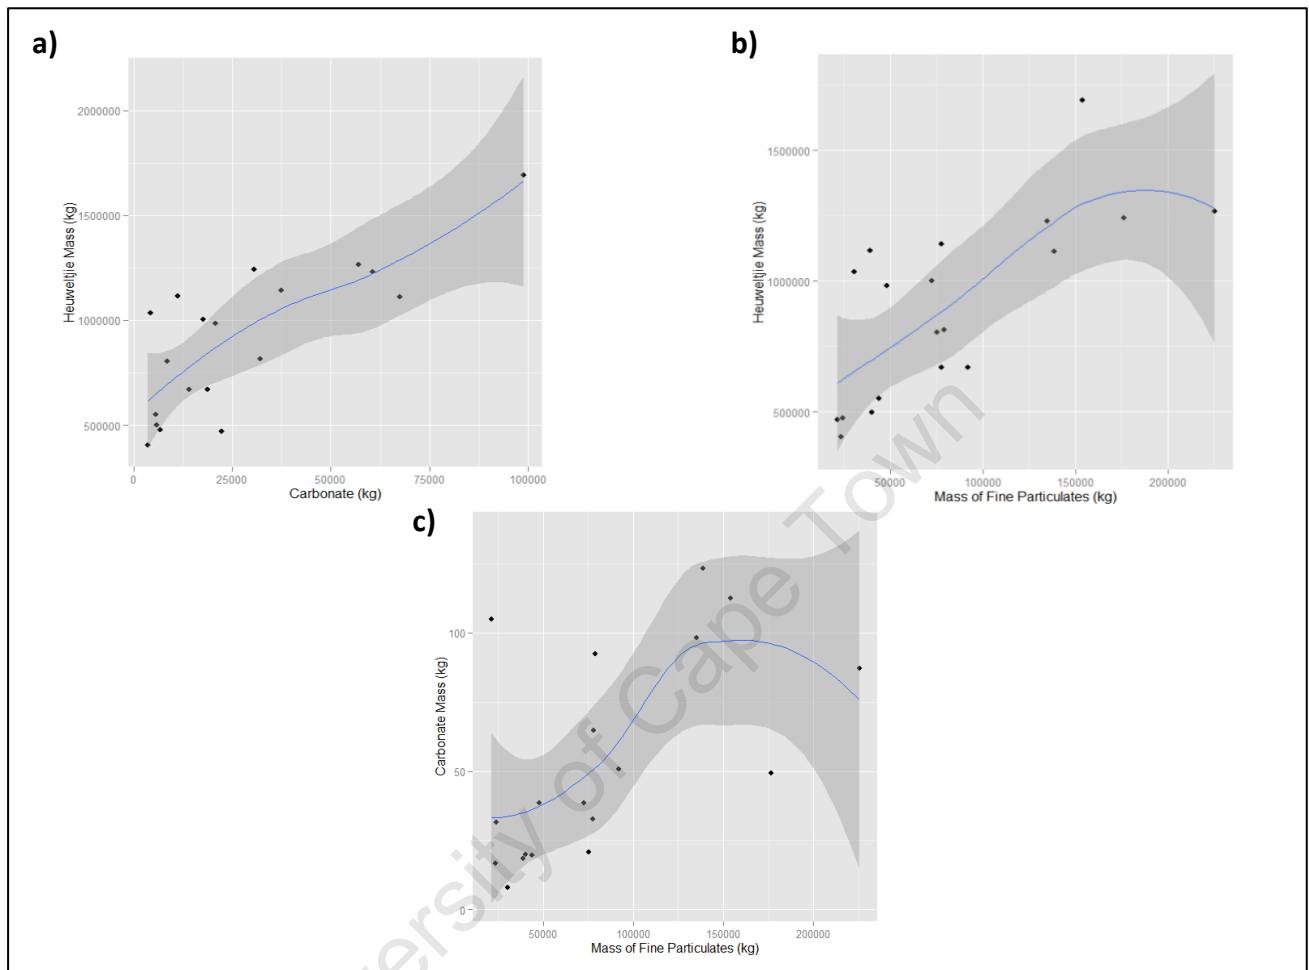 a)
2000000
1500000
1000000
500000
Heuweltjie Mass (kg)
0
25000
50000
75000
100000
Carbonate (kg)
b)
1500000
1000000
500000
Heuweltjie Mass (kg)
50000
100000
150000
200000
Mass of Fine Particulates (kg)
c)
100
50
0
Carbonate Mass (kg)
50000
100000
150000
200000
Mass of Fine Particulates (kg)
ersity of Cape Town